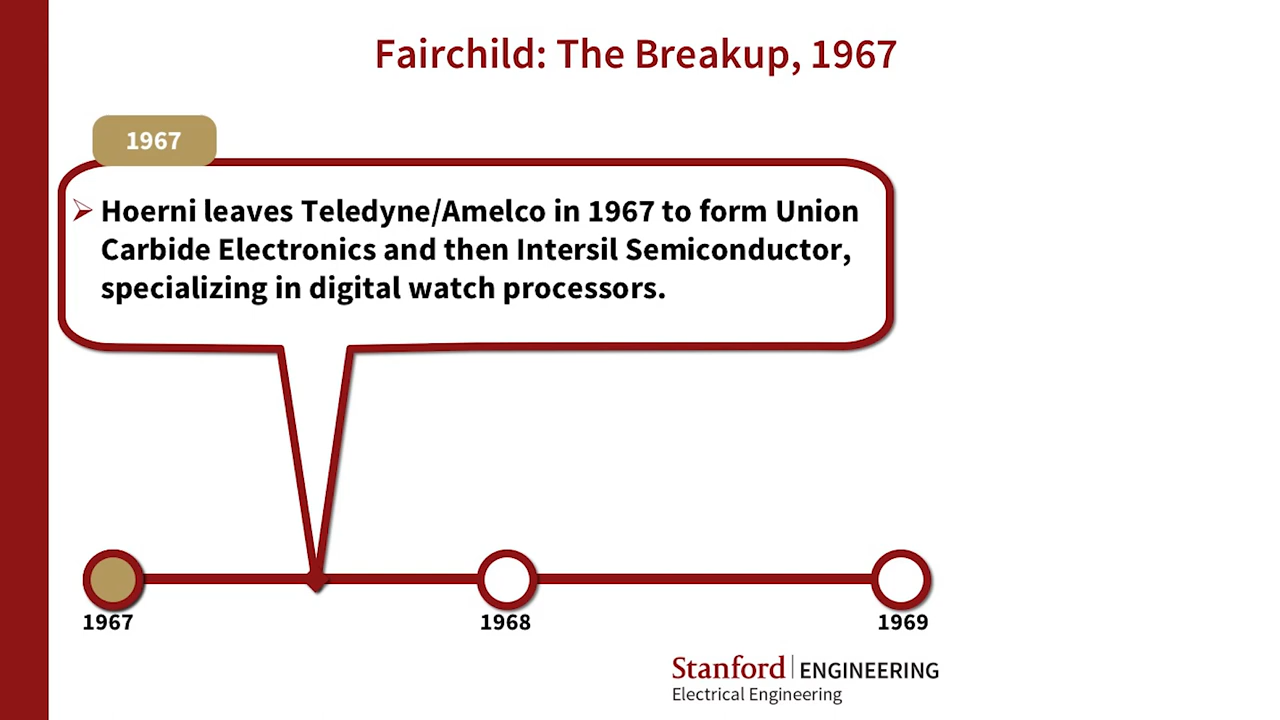 Fairchild: The Breakup, 1967
1967
Hoerni leaves Teledyne/Amelco in 1967 to form Union
Carbide Electronics and then Intersil Semiconductor,
specializing in digital watch processors.
1967
1968
1969
Stanford ENGINEERING
Electrical Engineering